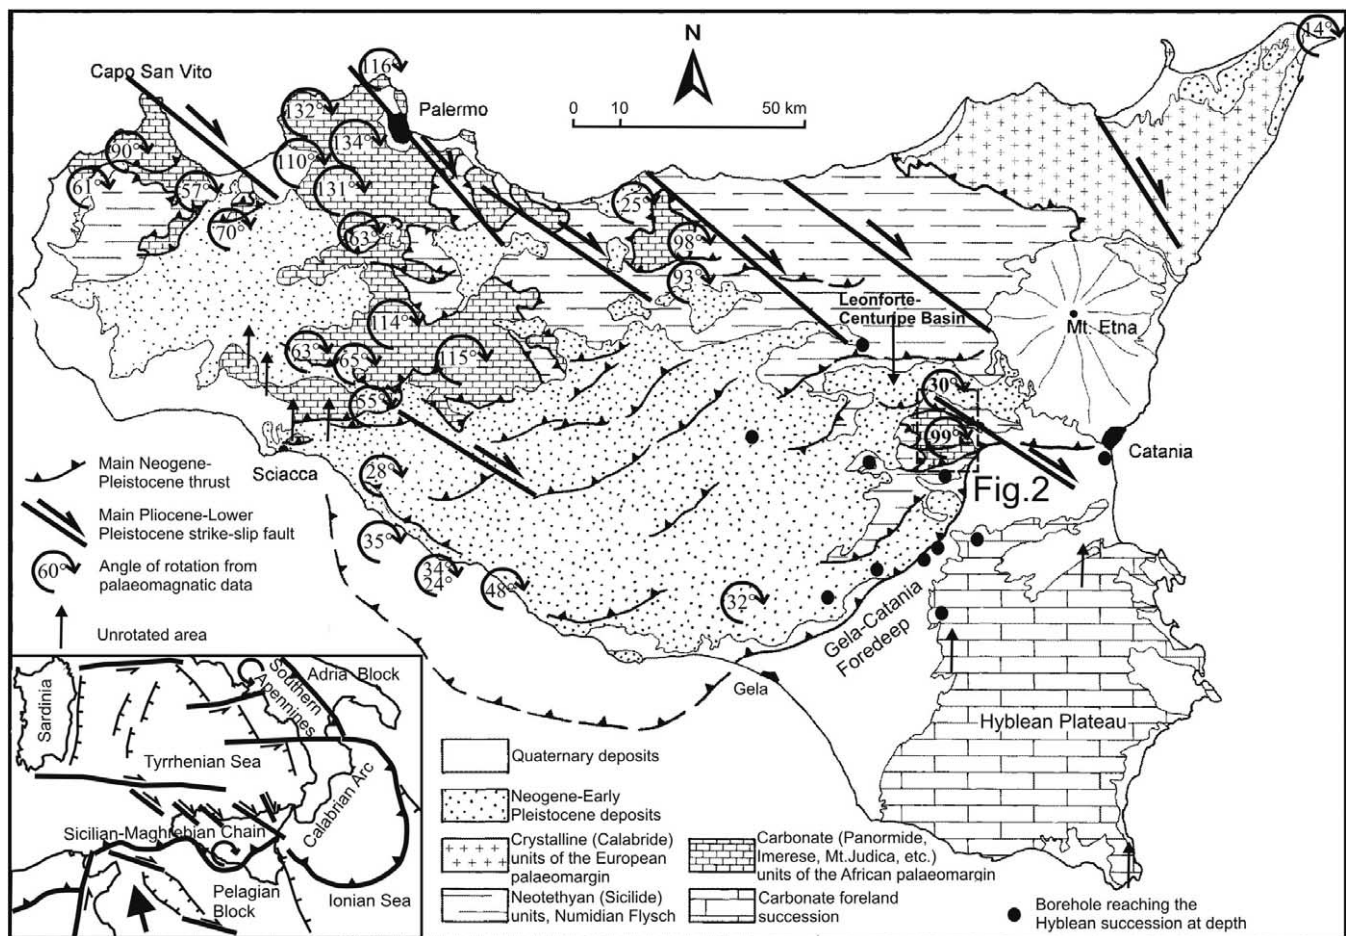 14°
N
116°
Capo San Vito
132°
Palermo
0 10 50 km
134°
90°
110°
61°
57°
131°
25°
70°
63°
98°
93°
Leonforte-
Centuripe Basin
114°
Mt. Etna
63°
65°
115°
30°
55°
99°
Catania
Sciacca
28°
Fig.2
Main Neogene-
Pleistocene thrust
Main Pliocene-Lower
Pleistocene strike-slip fault
35°
34°
24°
48°
32°
60°
Angle of rotation from
palaeomagnatic data
Unrotated area
Gela-Catania
Foredeep
Gela
Hyblean Plateau
Sardinia
Southern
Apennines
Adria Block
Tyrrhenian Sea
Calabrian Arc
Sicilian-Maghrebian Chain
Pelagian
Block
Ionian Sea
Quaternary deposits
Neogene-Early
Pleistocene deposits
Crystalline (Calabride)
units of the European
palaeomargin
Neotethyan (Sicilide)
units, Numidian Flysch
Carbonate (Panormide,
Imerese, Mt.Judica, etc.)
units of the African palaeomargin
Carbonate foreland
succession
Borehole reaching the
Hyblean succession at depth